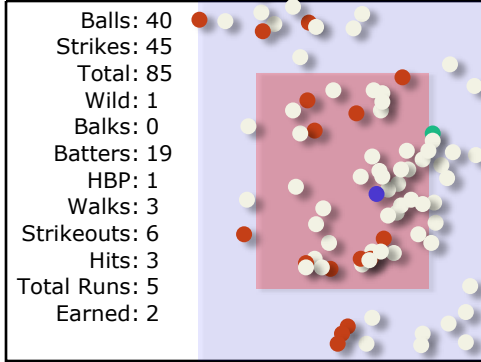 Balls: 40
Strikes: 45
Total: 85
Wild: 1
Balks: 0
Batters: 19
HBP: 1
Walks: 3
Strikeouts: 6
Hits: 3
Total Runs: 5
Earned: 2